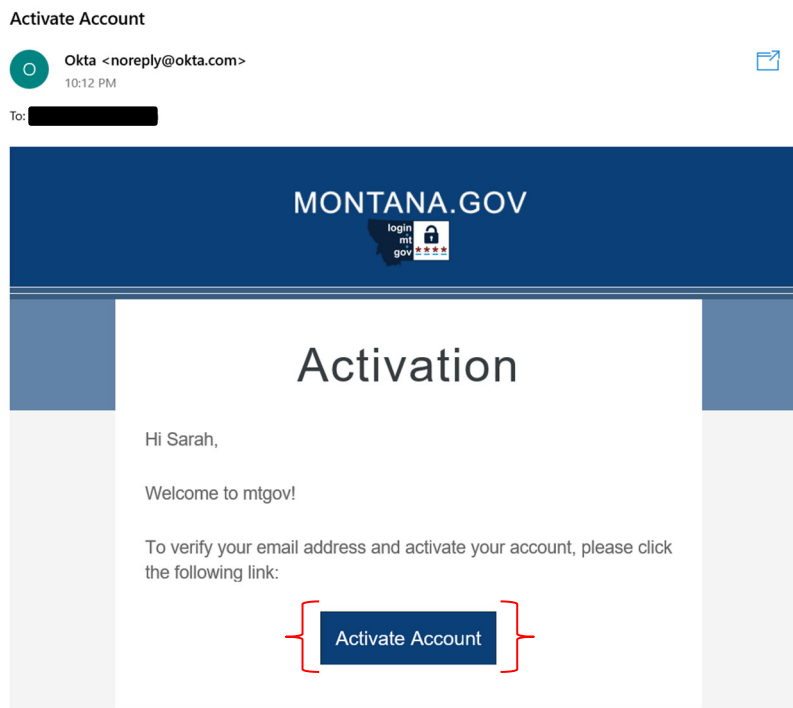 Activate Account
O
Okta <noreply@okta.com>
10:12 PM
To:
MONTANA.GOV
login
mt
gov ****
Activation
Hi Sarah,
Welcome to mtgov!
To verify your email address and activate your account, please click
the following link:
Activate Account